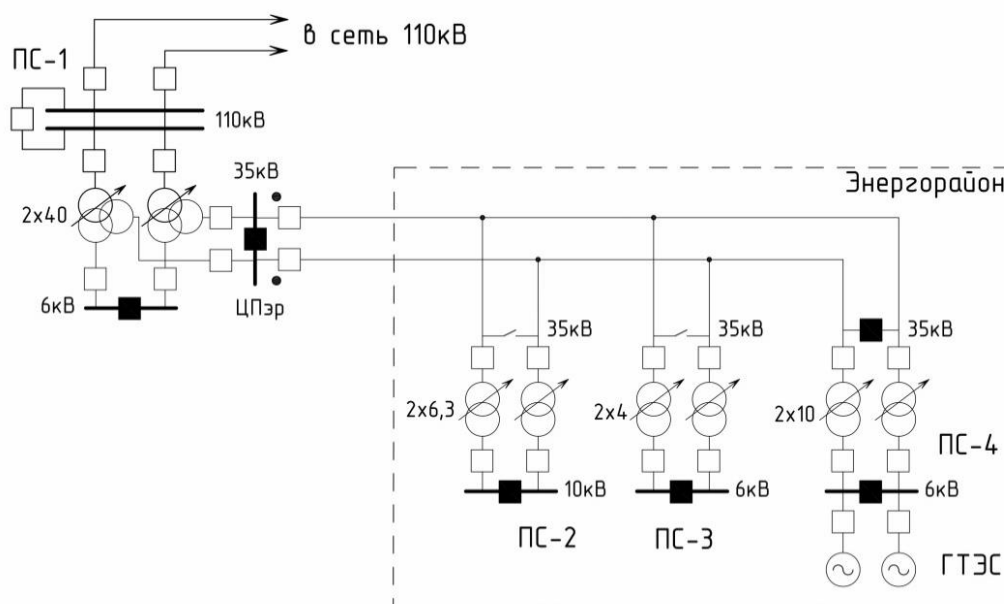 в сеть 110кВ
ПС-1
110кВ
35кВ
Энергорайон
2х40
6кВ
ЦПэр
35кВ
35кВ
35кВ
2х6,3
2х4
2х10
ПС-4
10кВ
6кВ
6кВ
ПС-2
ПС-3
ГТЭС